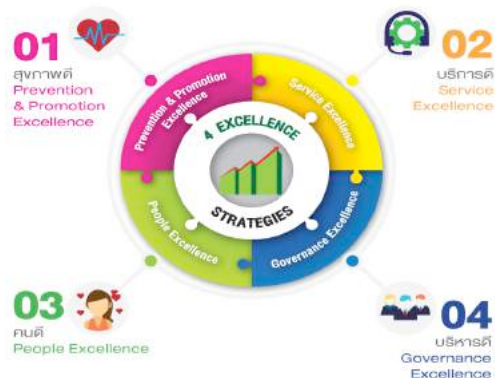 01
สุขภาพดี
Prevention
& Promotion
Excellence
02
บริการดี
Service
Excellence
Prevention & Promotion
Excellence
Service Excellence
4 EXCELLENCE
STRATEGIES
People Excellence
Governance Excellence
03
คนดี
People Excellence
04
บริหารดี
Governance
Excellence